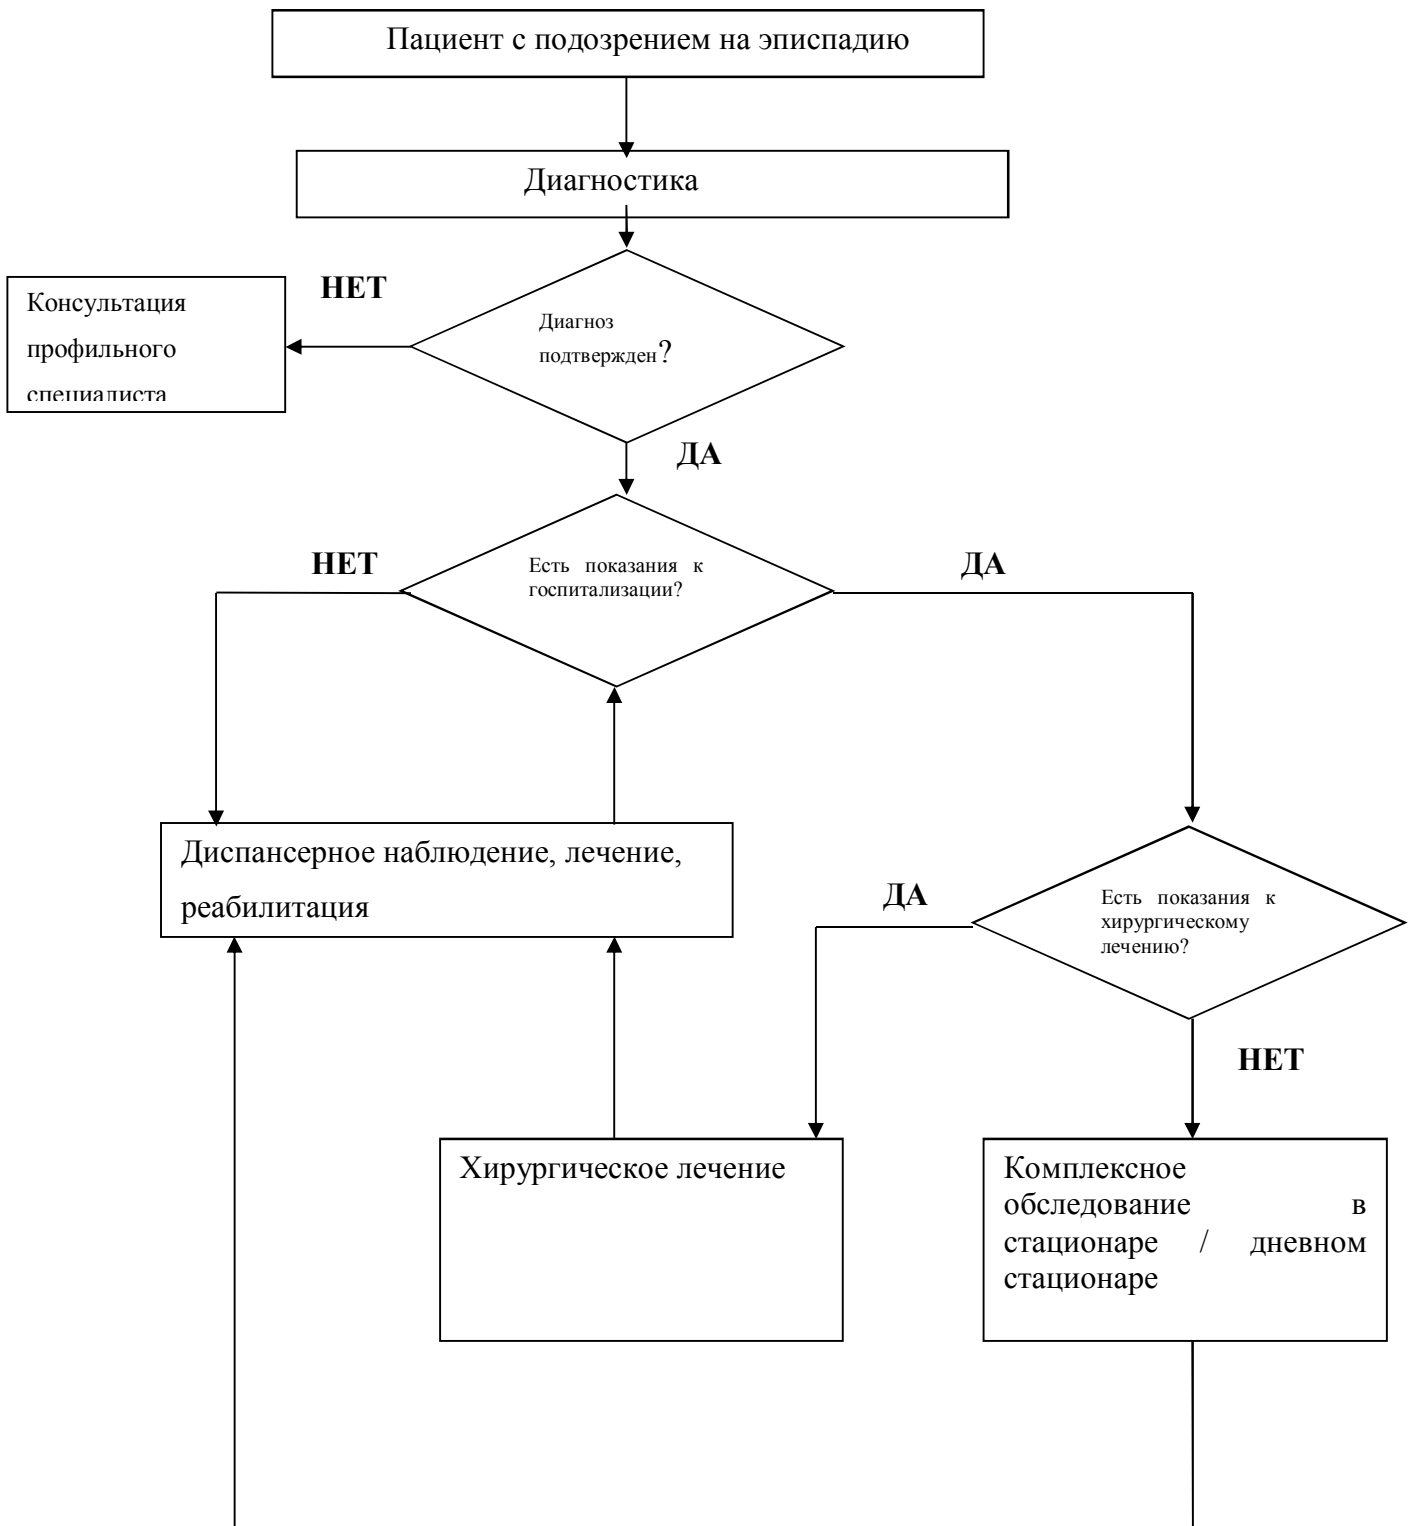 Пациент с подозрением на эписпадию
Диагностика
НЕТ
Консультация
профильного
специалиста
Диагноз
подтвержден?
ДА
НЕТ
Есть показания к
госпитализации?
ДА
Диспансерное наблюдение, лечение,
реабилитация
ДА
Есть показания к
хирургическому
лечению?
НЕТ
Хирургическое лечение
Комплексное
обследование в
стационаре / дневном
стационаре